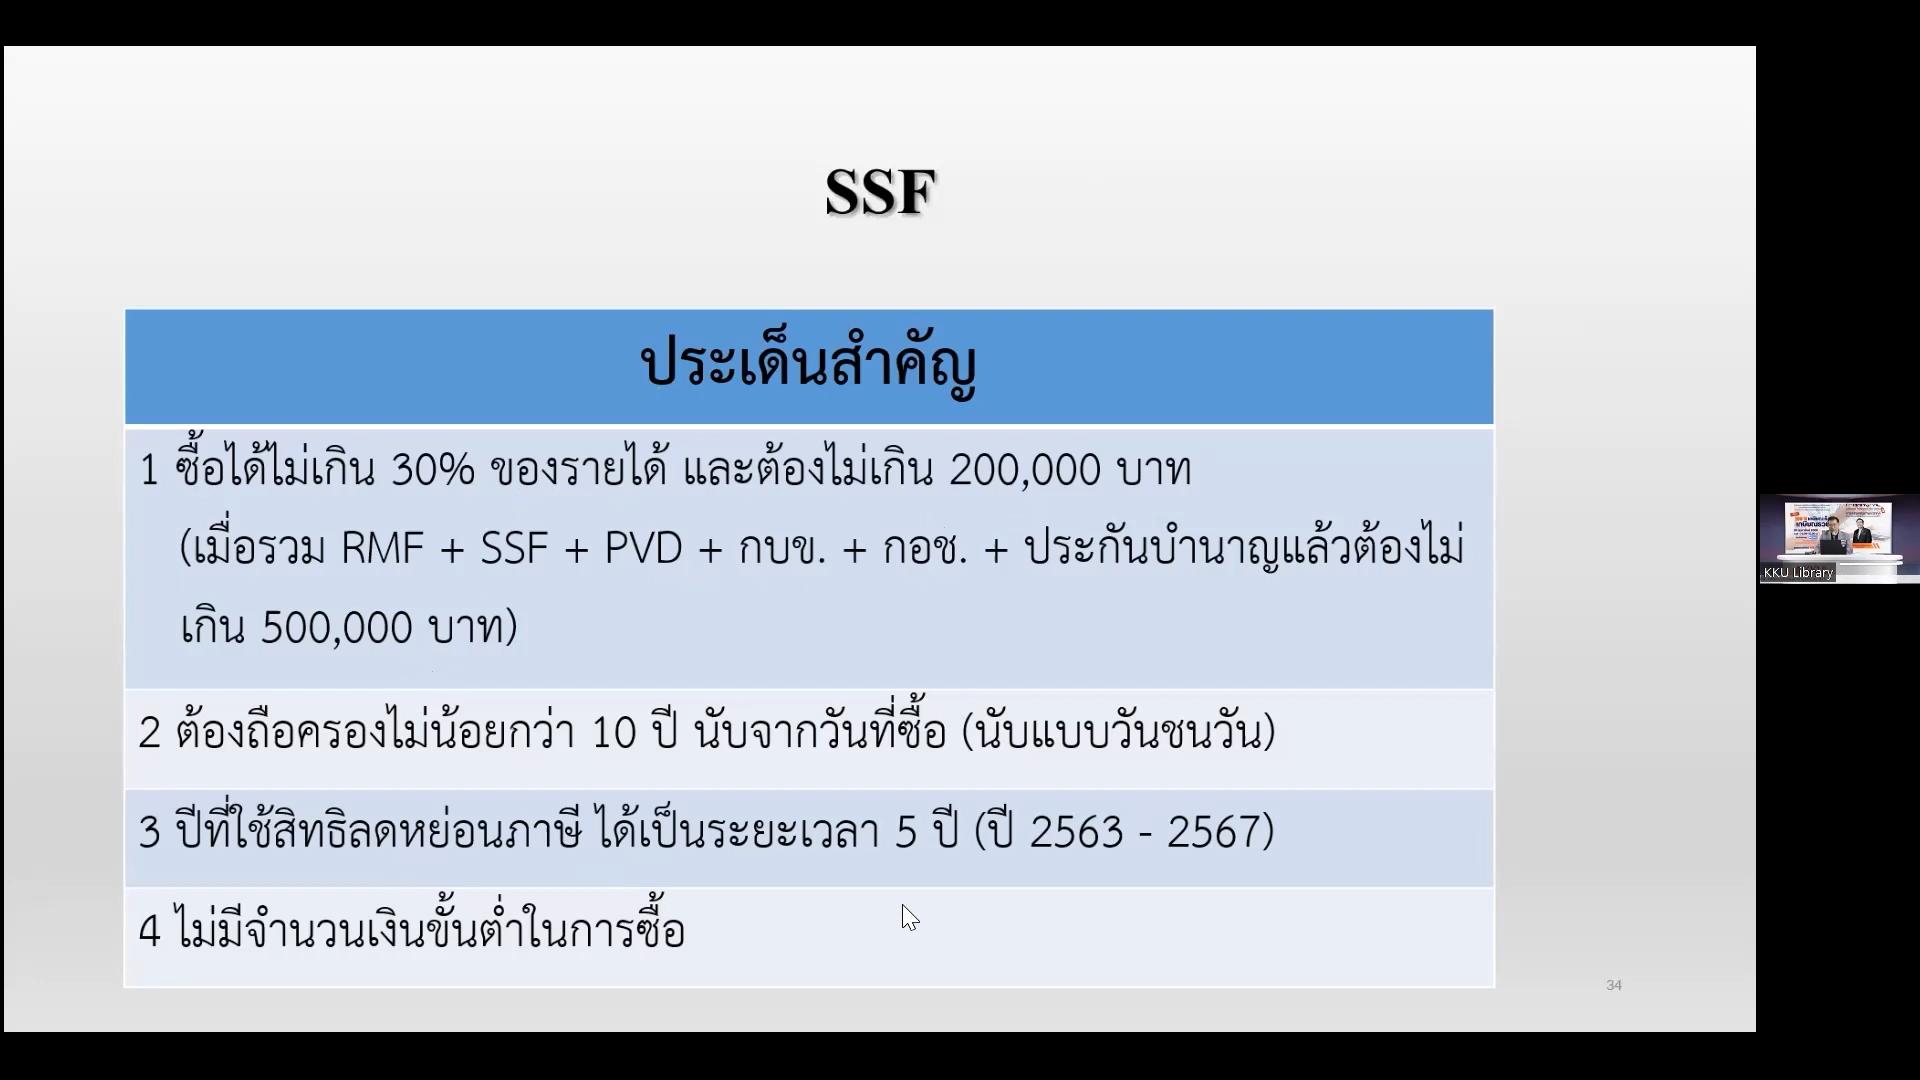 SSF
ประเด็นสำคัญ
1 ซื้อได้ไม่เกิน 30% ของรายได้ และต้องไม่เกิน 200,000 บาท
(เมื่อรวม RMF + SSF + PVD + กบข. + กอช. + ประกันบำนาญแล้วต้องไม่
เกิน 500,000 บาท)
2 ต้องถือครองไม่น้อยกว่า 10 ปี นับจากวันที่ซื้อ (นับแบบวันชนวัน)
3 ปีที่ใช้สิทธิลดหย่อนภาษี ได้เป็นระยะเวลา 5 ปี (ปี 2563 - 2567)
4 ไม่มีจำนวนเงินขั้นต่ำในการซื้อ
34
KKU Library